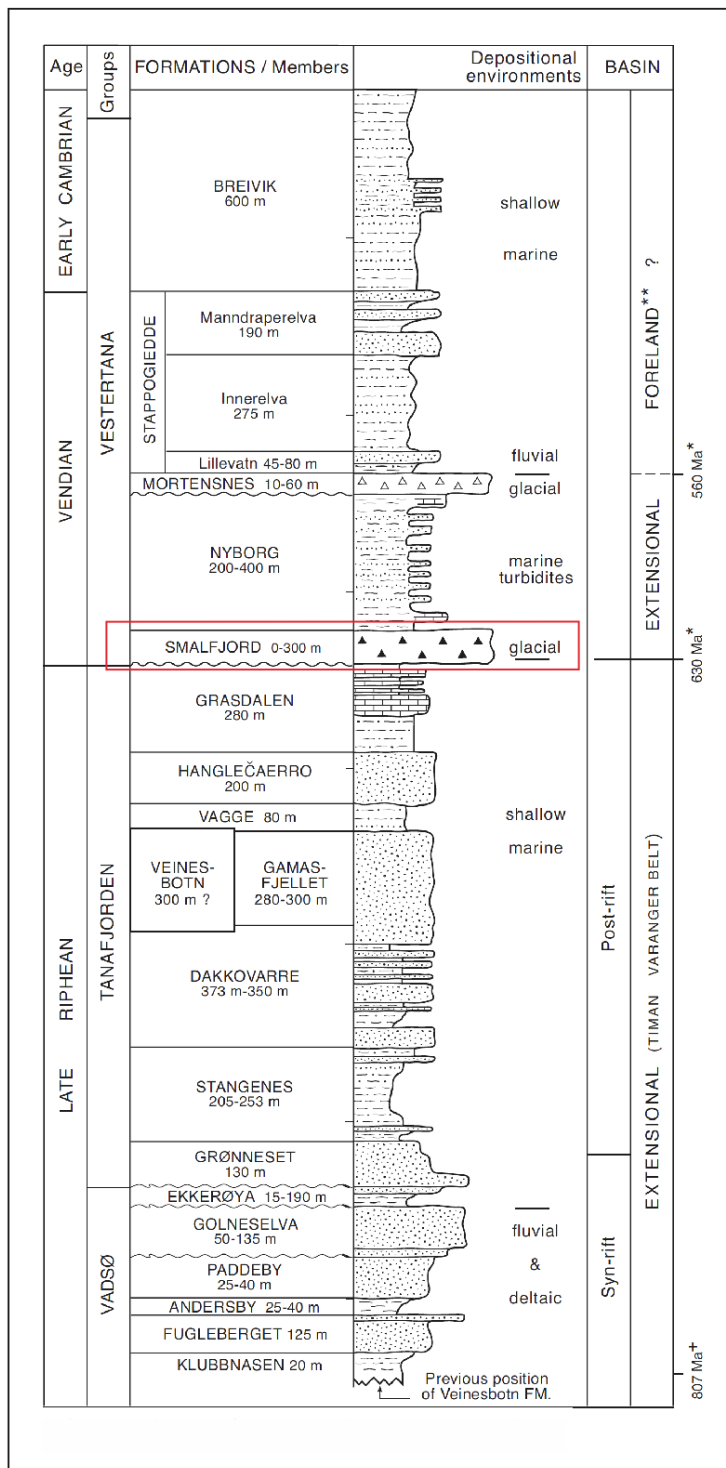 Age
Groups
FORMATIONS / Members
Depositional
environments
BASIN
EARLY CAMBRIAN
VENDIAN
LATE RIPHEAN
VESTERTANA
TANAFJORDEN
VADSØ
STAPPOGIEDDE
BREIVIK
600 m
Manndraperelva
190 m
Innerelva
275 m
Lillevatn 45-80 m
MORTENSNES 10-60 m
NYBORG
200-400 m
SMALFJORD 0-300 m
GRASDALEN
280 m
HANGLEČAERRO
200 m
VAGGE 80 m
VEINES-
BOTN
300 m ?
GAMAS-
FJELLET
280-300 m
DAKKOVARRE
373 m-350 m
STANGENES
205-253 m
GRØNNESET
130 m
EKKERØYA 15-190 m
GOLNESELVA
50-135 m
PADDEBY
25-40 m
ANDERSBY 25-40 m
FUGLEBERGET 125 m
KLUBBNASEN 20 m
shallow
marine
fluvial
glacial
marine
turbidites
glacial
shallow
marine
fluvial
&
deltaic
Previous position
of Veinesbotn FM.
FORELAND** ?
EXTENSIONAL
Post-rift
Syn-rift
EXTENSIONAL (TIMAN VARANGER BELT)
560 Ma*
630 Ma*
807 Ma+